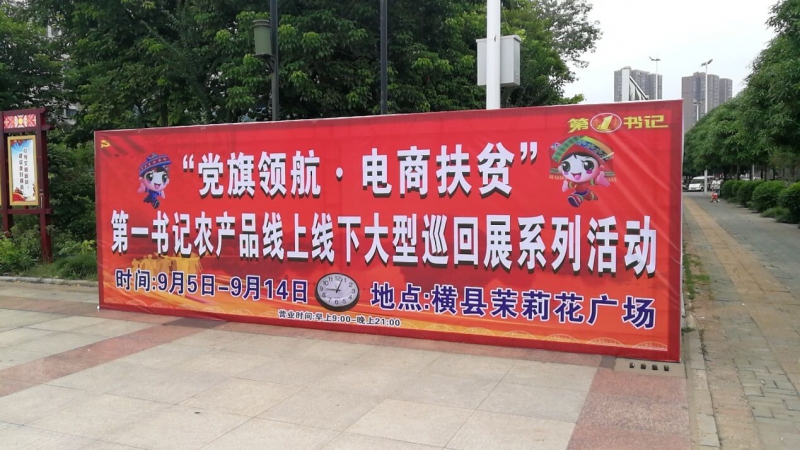 第1书记
“党旗领航·电商扶贫”
第一书记农产品线上线下大型巡回展系列活动
时间:9月5日-9月14日 地点:横县茉莉花广场
营业时间:早上9:00-晚上21:00